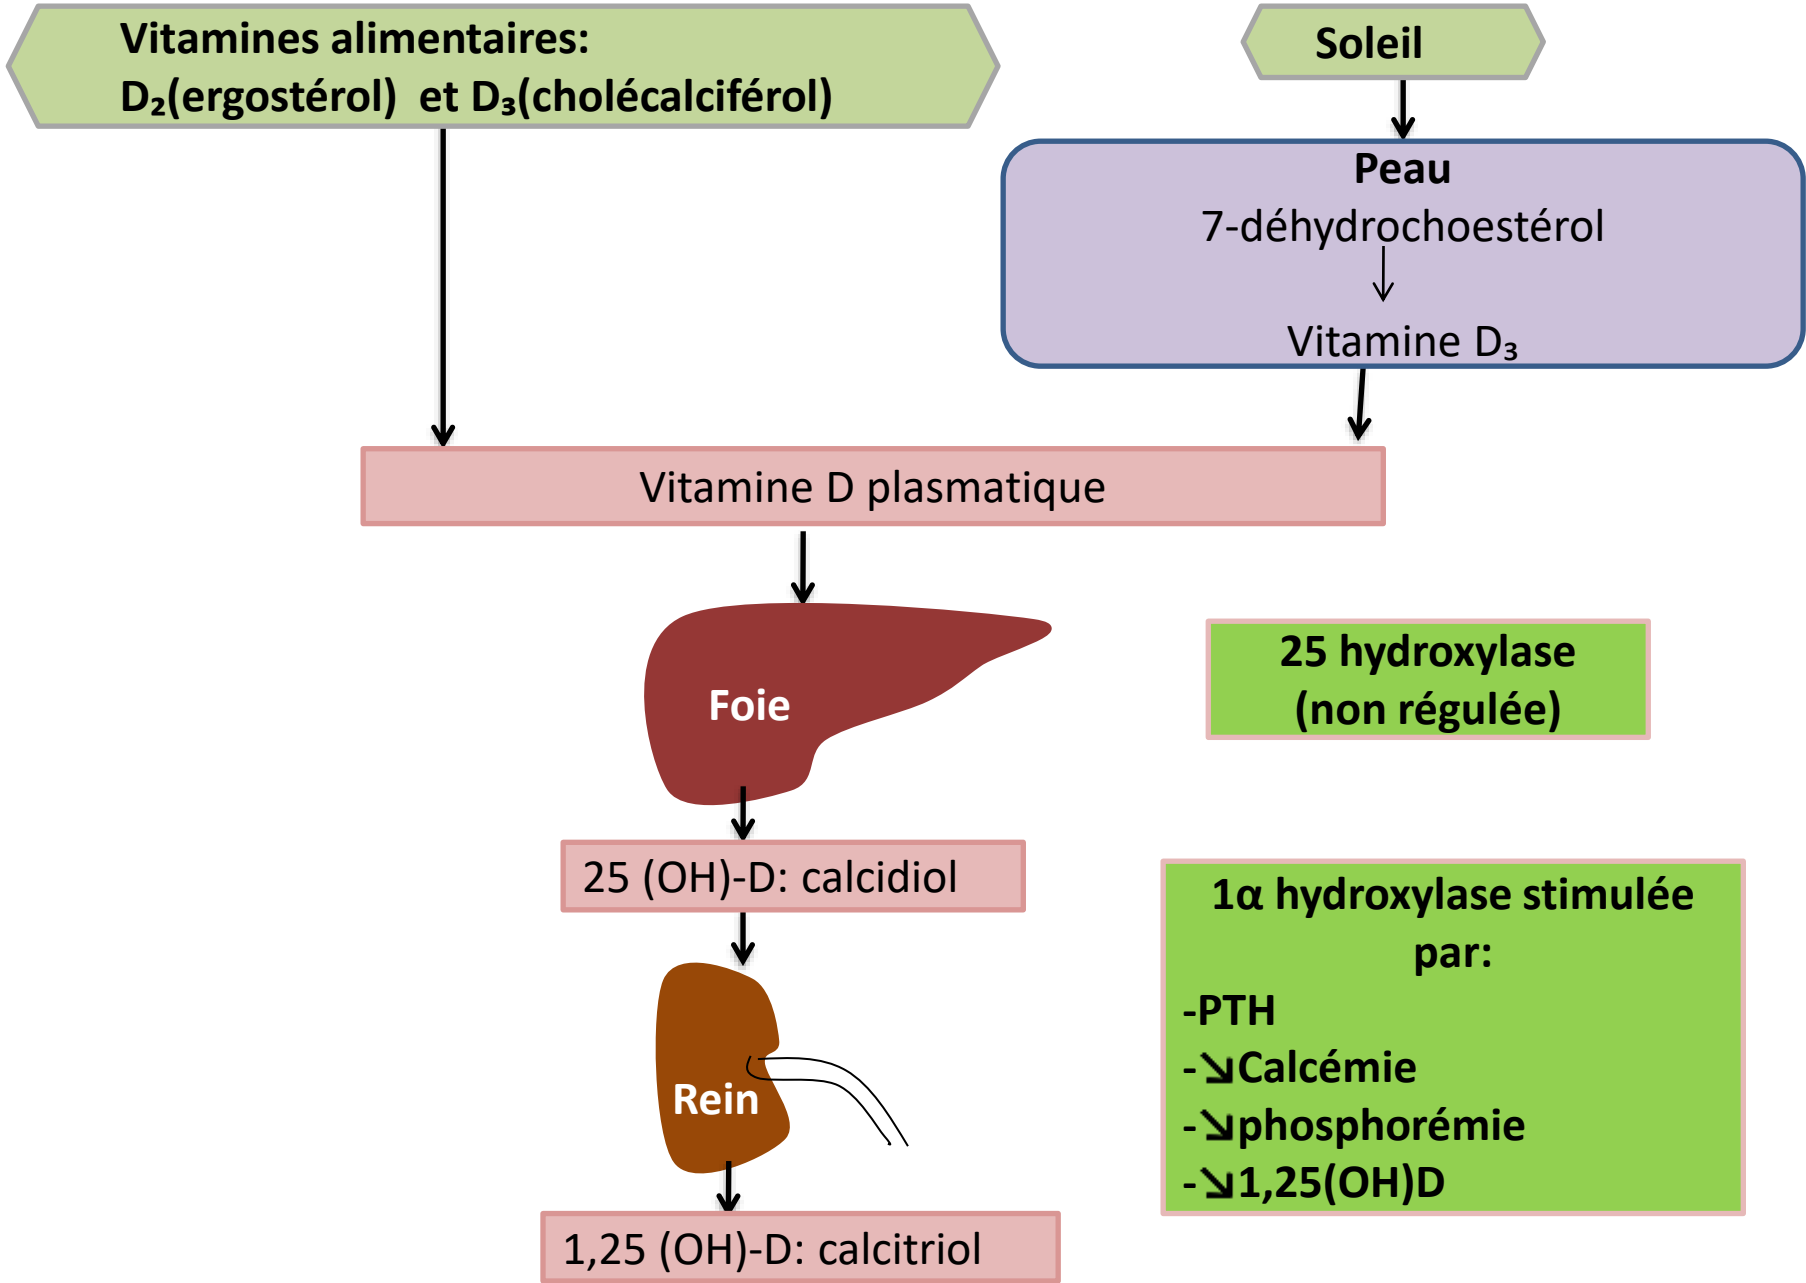 Vitamines alimentaires:
D₂(ergostérol) et D₃(cholécalciférol)
Soleil
Peau
7-déhydrochoestérol
Vitamine D₃
Vitamine D plasmatique
Foie
25 hydroxylase
(non régulée)
25 (OH)-D: calcidiol
1α hydroxylase stimulée
par:
-PTH
-↘Calcémie
-↘phosphorémie
-↘1,25(OH)D
Rein
1,25 (OH)-D: calcitriol